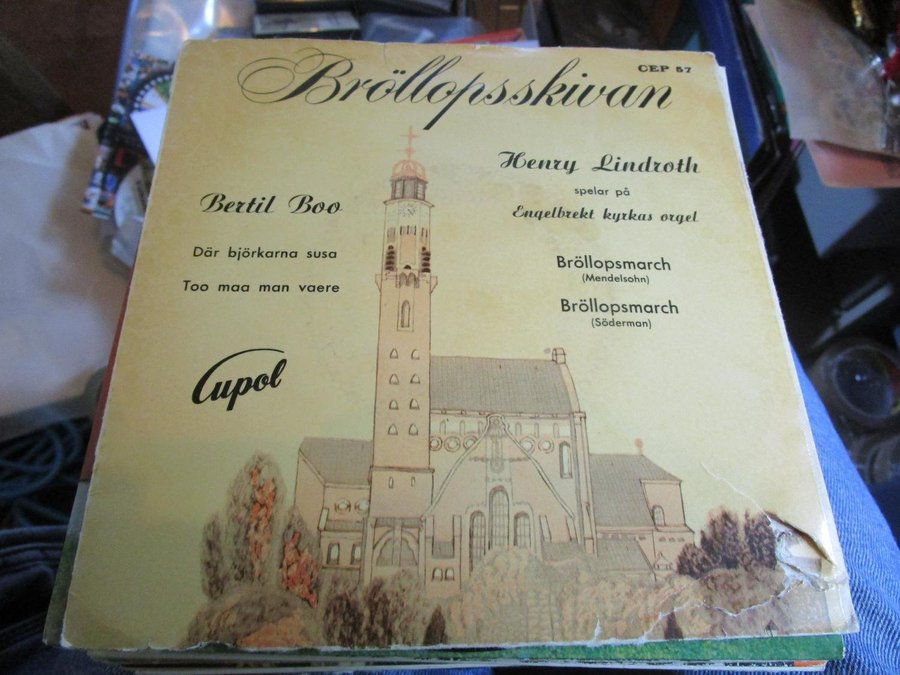 Bröllopsskivan
CEP 57
Bertil Boo
Där björkarna susa
Too maa man vaere
Cupol
Henry Lindroth
spelar på
Engelbrekt kyrkas orgel
Bröllopsmarch
(Mendelsohn)
Bröllopsmarch
(Söderman)